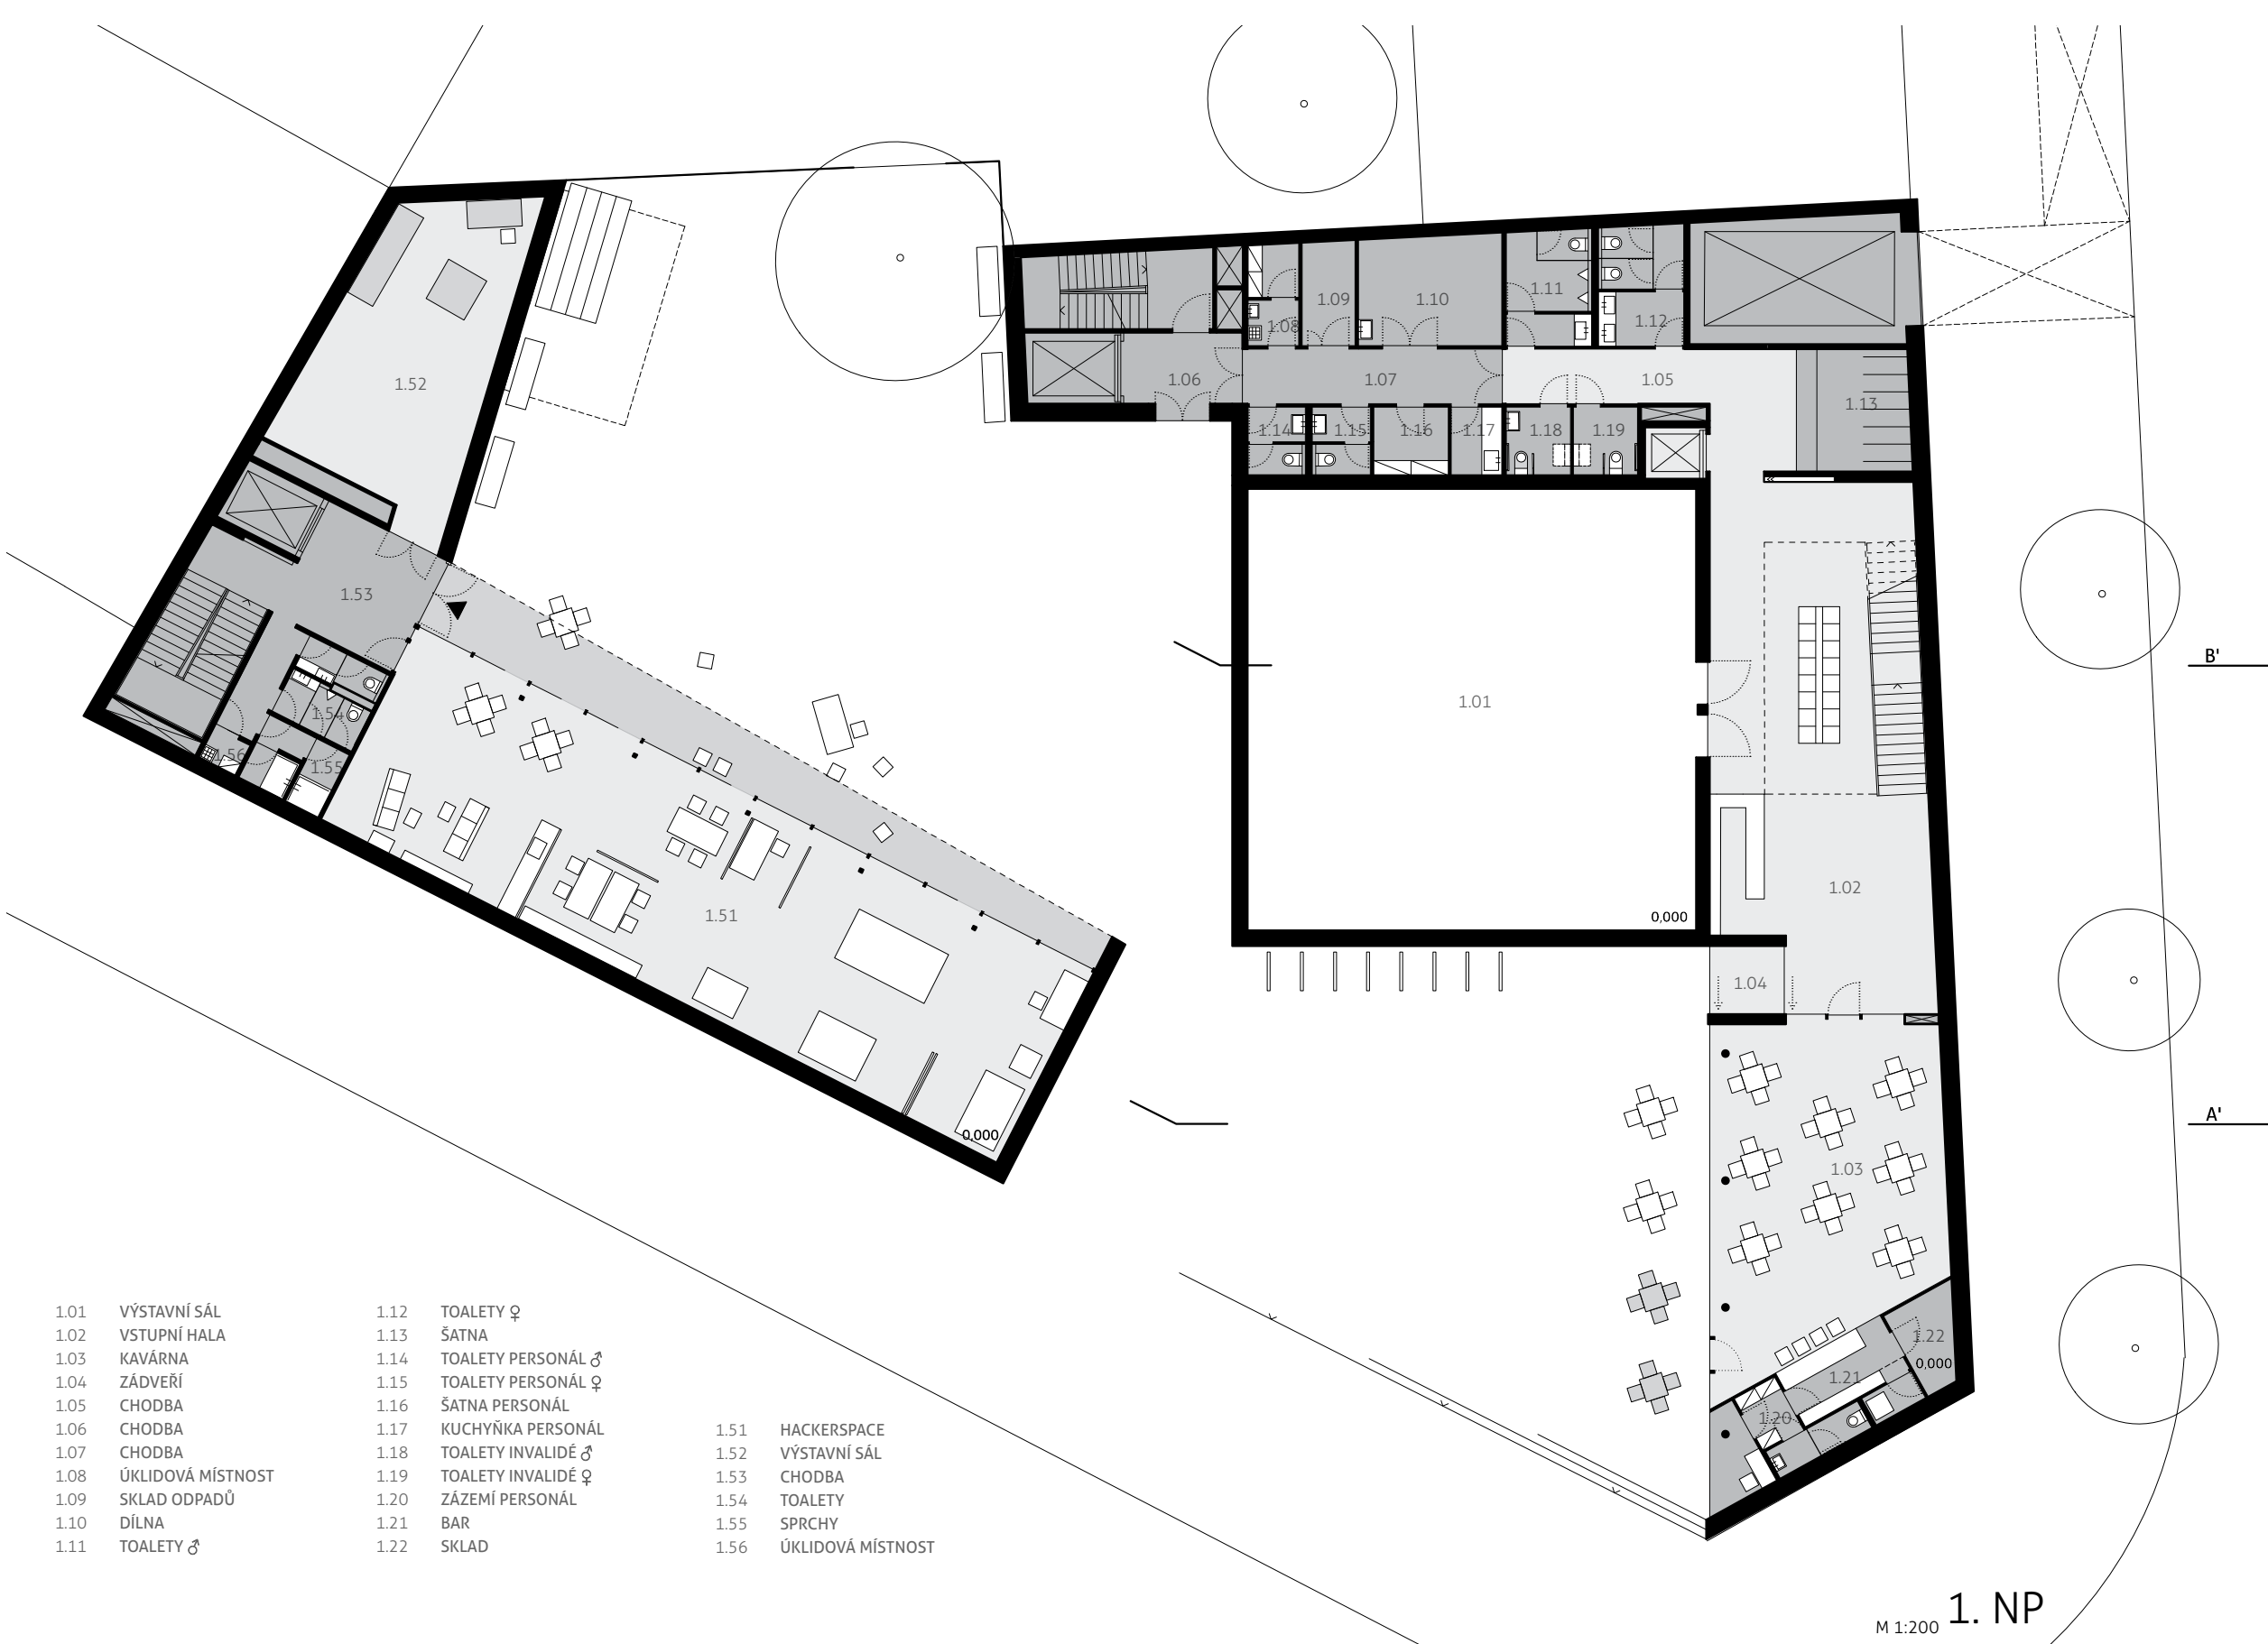 1.09
1.10
1.11
1.08
1.12
1.06
1.07
1.05
1.52
1.13
1.14
1.15
1.16
1.17
1.18
1.19
1.53
B'
1.01
1.54
1.56
1.55
1.02
1.51
0,000
1.04
A'
0,000
1.03
1.22
0,000
1.21
1.20
1.01 VÝSTAVNÍ SÁL
1.02 VSTUPNÍ HALA
1.03 KAVÁRNA
1.04 ZÁDVEŘÍ
1.05 CHODBA
1.06 CHODBA
1.07 CHODBA
1.08 ÚKLIDOVÁ MÍSTNOST
1.09 SKLAD ODPADŮ
1.10 DÍLNA
1.11 TOALETY ♂
1.12 TOALETY ♀
1.13 ŠATNA
1.14 TOALETY PERSONÁL ♂
1.15 TOALETY PERSONÁL ♀
1.16 ŠATNA PERSONÁL
1.17 KUCHYŇKA PERSONÁL
1.18 TOALETY INVALIDÉ ♂
1.19 TOALETY INVALIDÉ ♀
1.20 ZÁZEMÍ PERSONÁL
1.21 BAR
1.22 SKLAD
1.51 HACKERSPACE
1.52 VÝSTAVNÍ SÁL
1.53 CHODBA
1.54 TOALETY
1.55 SPRCHY
1.56 ÚKLIDOVÁ MÍSTNOST
M 1:200 1. NP